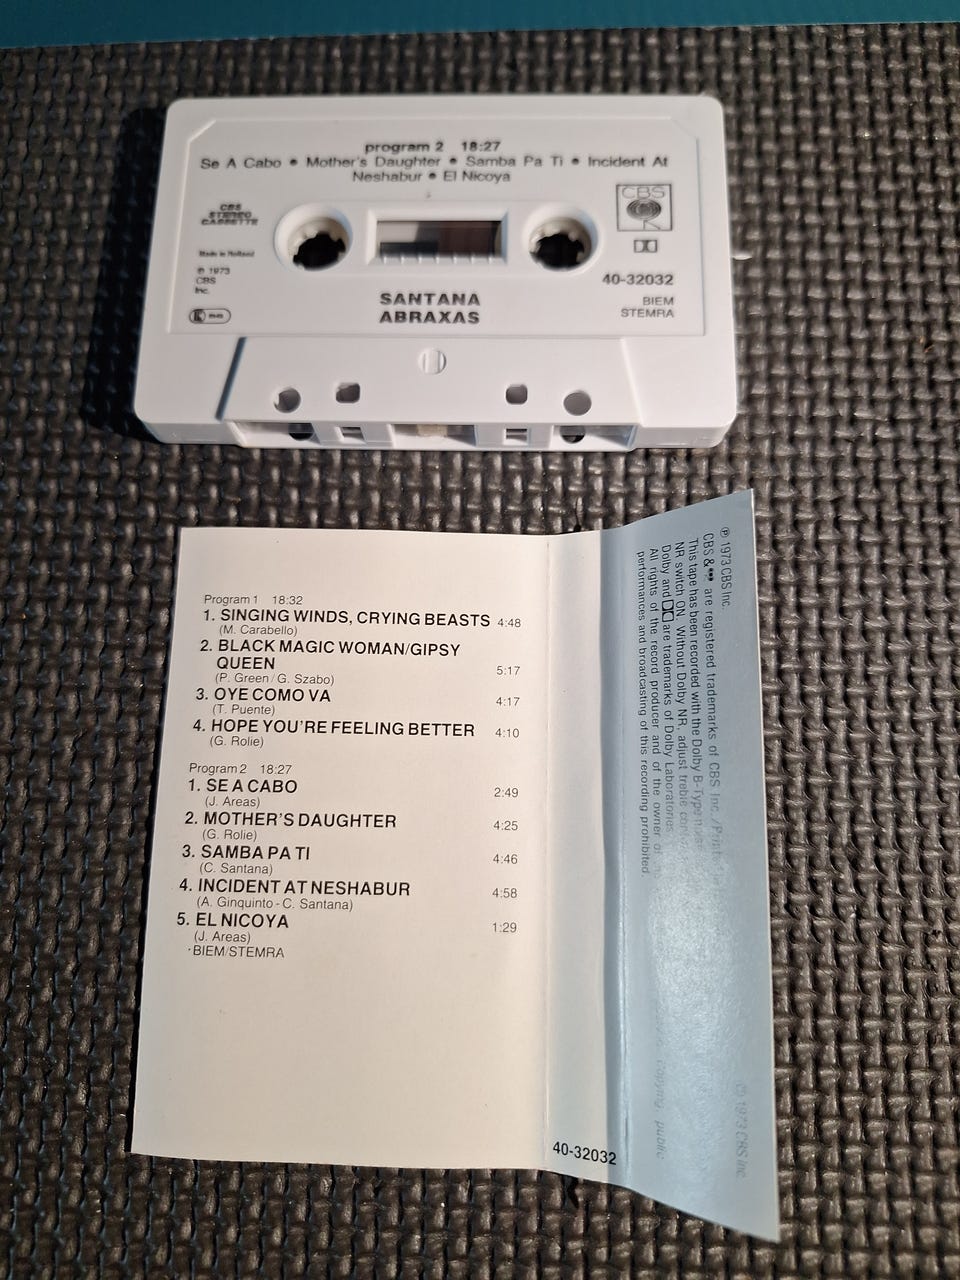 program 2 18:27
Se A Cabo • Mother's Daughter • Samba Pa Ti • Incident At
Neshabur • El Nicoya
CBS
STEREO
CASSETTE
CBS
Made in Holland
℗ 1973
CBS
Inc.
40-32032
SANTANA
ABRAXAS
BIEM
STEMRA
Program 1 18:32
1. SINGING WINDS, CRYING BEASTS 4:48
(M. Carabello)
2. BLACK MAGIC WOMAN/GIPSY
QUEEN 5:17
(P. Green/G. Szabo)
3. OYE COMO VA 4:17
(T. Puente)
4. HOPE YOU'RE FEELING BETTER 4:10
(G. Rolie)
Program 2 18:27
1. SE A CABO 2:49
(J. Areas)
2. MOTHER'S DAUGHTER 4:25
(G. Rolie)
3. SAMBA PA TI 4:46
(C. Santana)
4. INCIDENT AT NESHABUR 4:58
(A. Ginquinto - C. Santana)
5. EL NICOYA 1:29
(J. Areas)
·BIEM/STEMRA
40-32032
℗ 1973 CBS Inc. © 1973 CBS Inc.
CBS & are registered trademarks of CBS Inc.
This tape has been recorded with the Dolby B-Type
NR switch ON. Without Dolby NR, adjust treble
Dolby and are trademarks of Dolby Laboratories
All rights of the record producer and of the owner copying, public
performances and broadcasting of this recording prohibited.